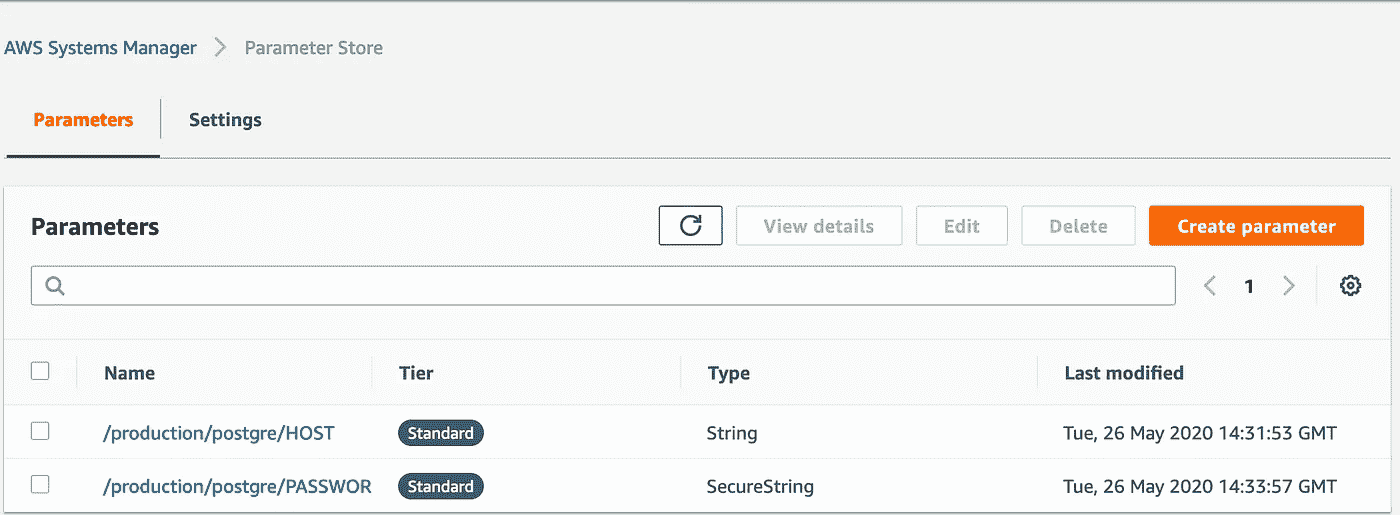 AWS Systems Manager > Parameter Store
Parameters Settings
Parameters View details Edit Delete Create parameter
1
Name Tier Type Last modified
/production/postgre/HOST Standard String Tue, 26 May 2020 14:31:53 GMT
/production/postgre/PASSWOR Standard SecureString Tue, 26 May 2020 14:33:57 GMT